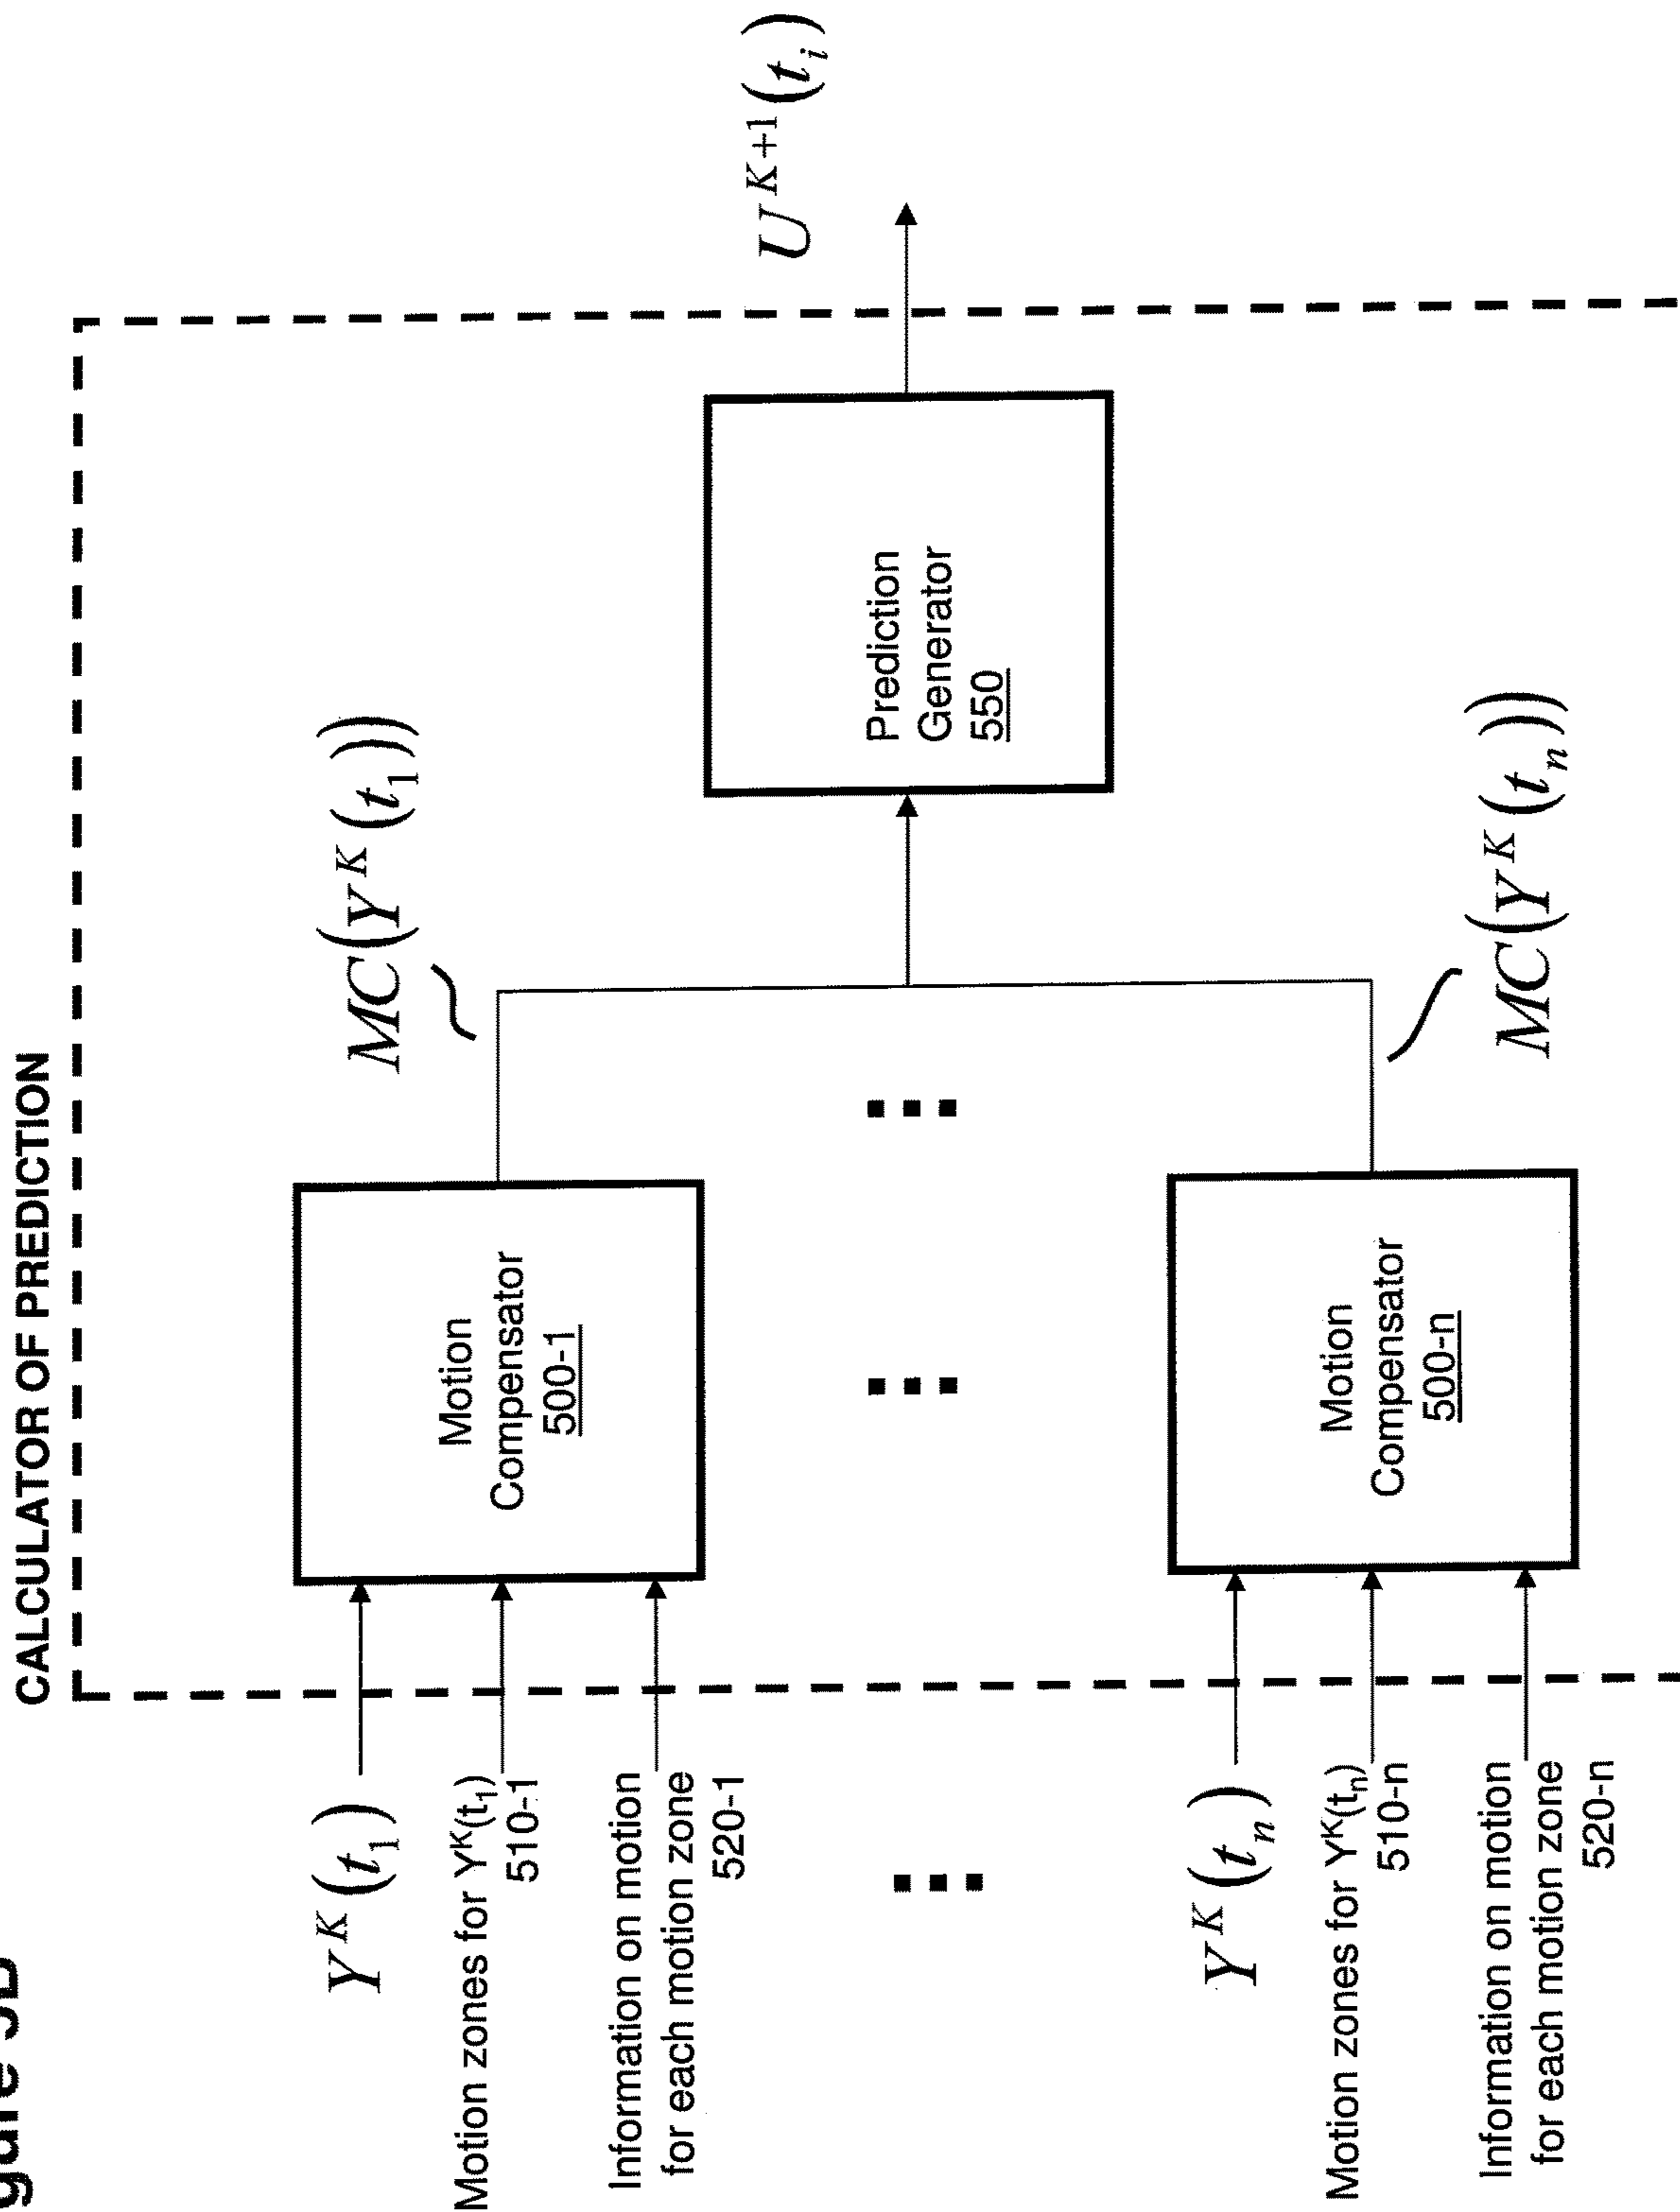 CALCULATOR OF PREDICTION
Y^K(t_1)
Motion zones for Y^K(t_1)
510-1
Information on motion
for each motion zone
520-1
Motion
Compensator
500-1
MC(Y^K(t_1))
Prediction
Generator
550
U^{K+1}(t_i)
Y^K(t_n)
Motion zones for Y^K(t_n)
510-n
Information on motion
for each motion zone
520-n
Motion
Compensator
500-n
MC(Y^K(t_n)))